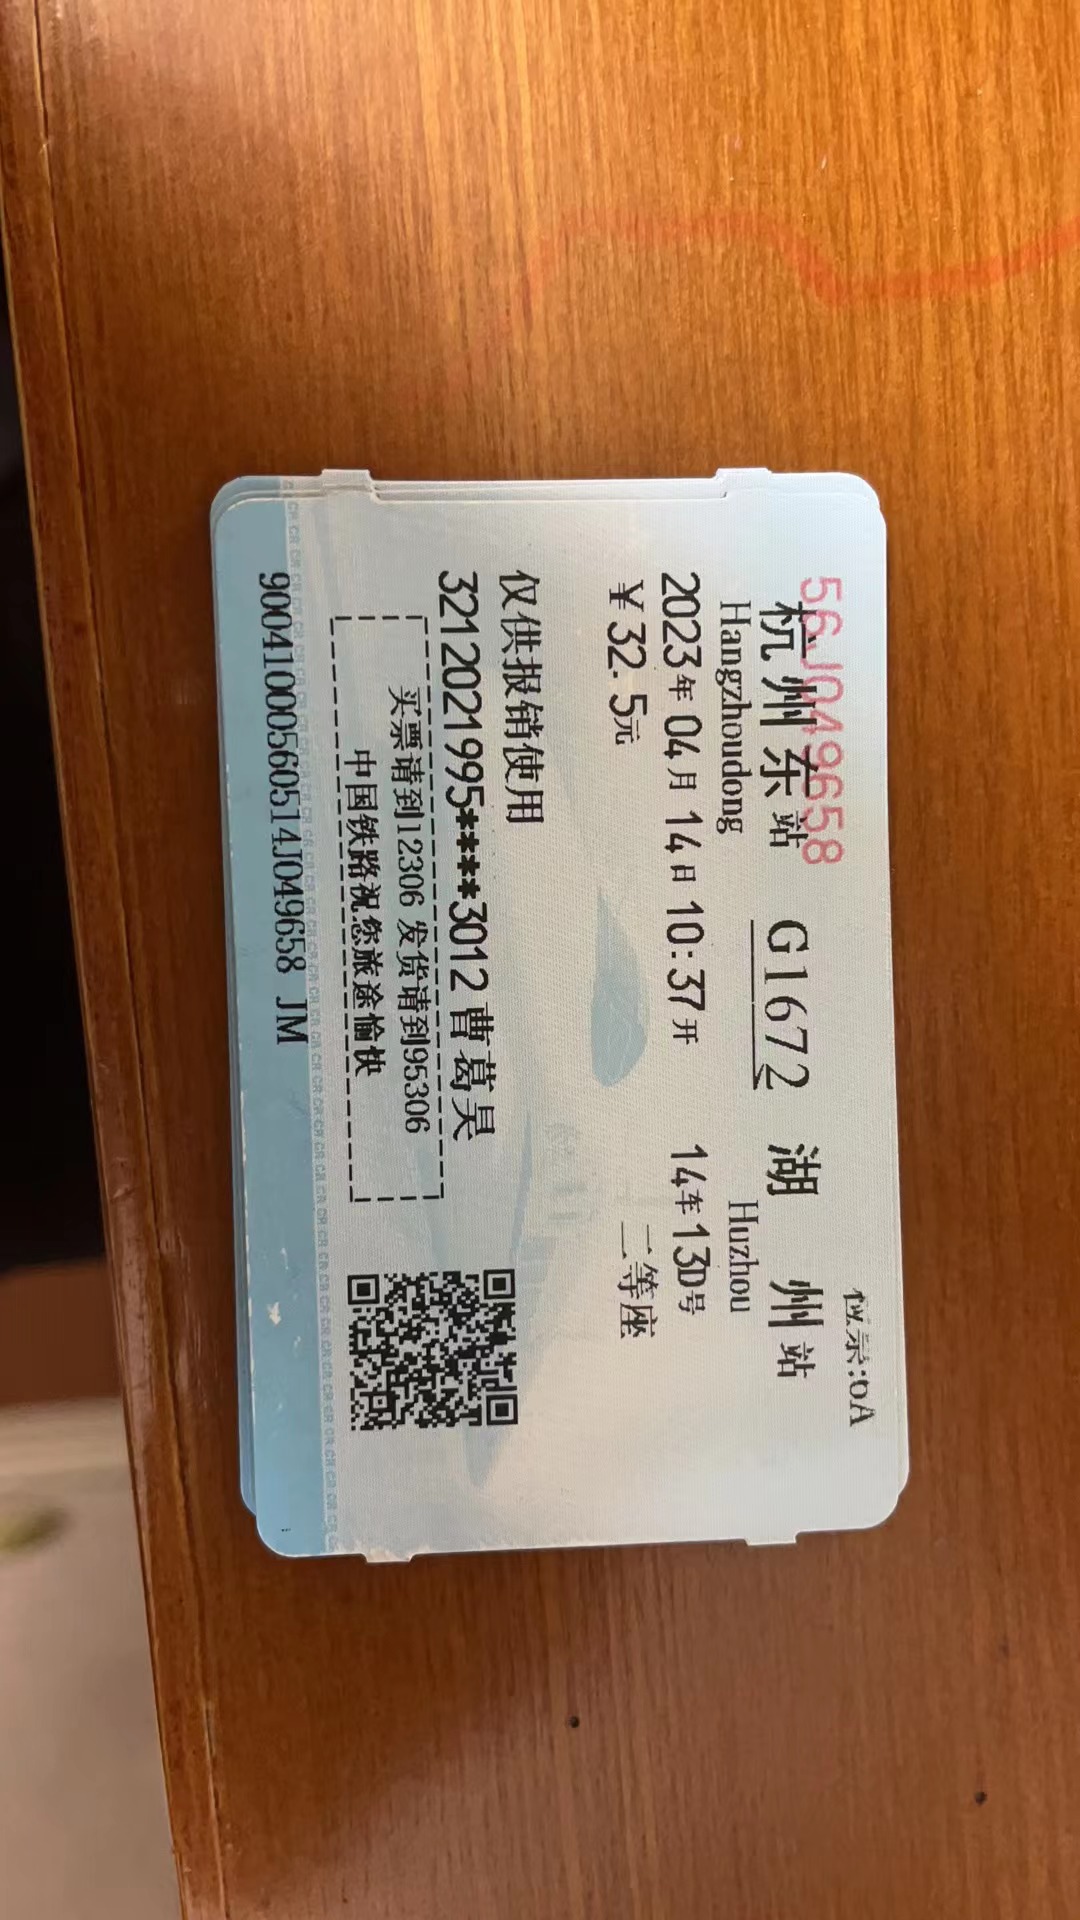 56J049658
检票:6A
杭州东站 G1672 湖州站
Hangzhoudong Huzhou
2023年04月14日10:37开 14车13D号
￥32.5元 二等座
仅供报销使用
3212021995****3012 曹葛昊
买票请到12306 发货请到95306
中国铁路祝您旅途愉快
90041000560514J049658 JM